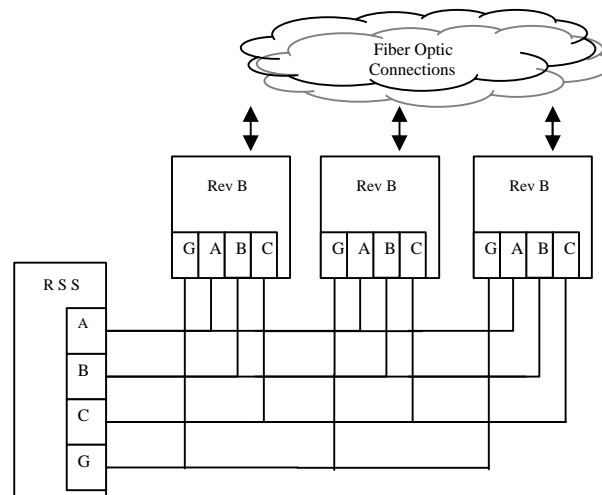 Fiber Optic
Connections
Rev B
Rev B
Rev B
G A B C
G A B C
G A B C
R S S
A
B
C
G